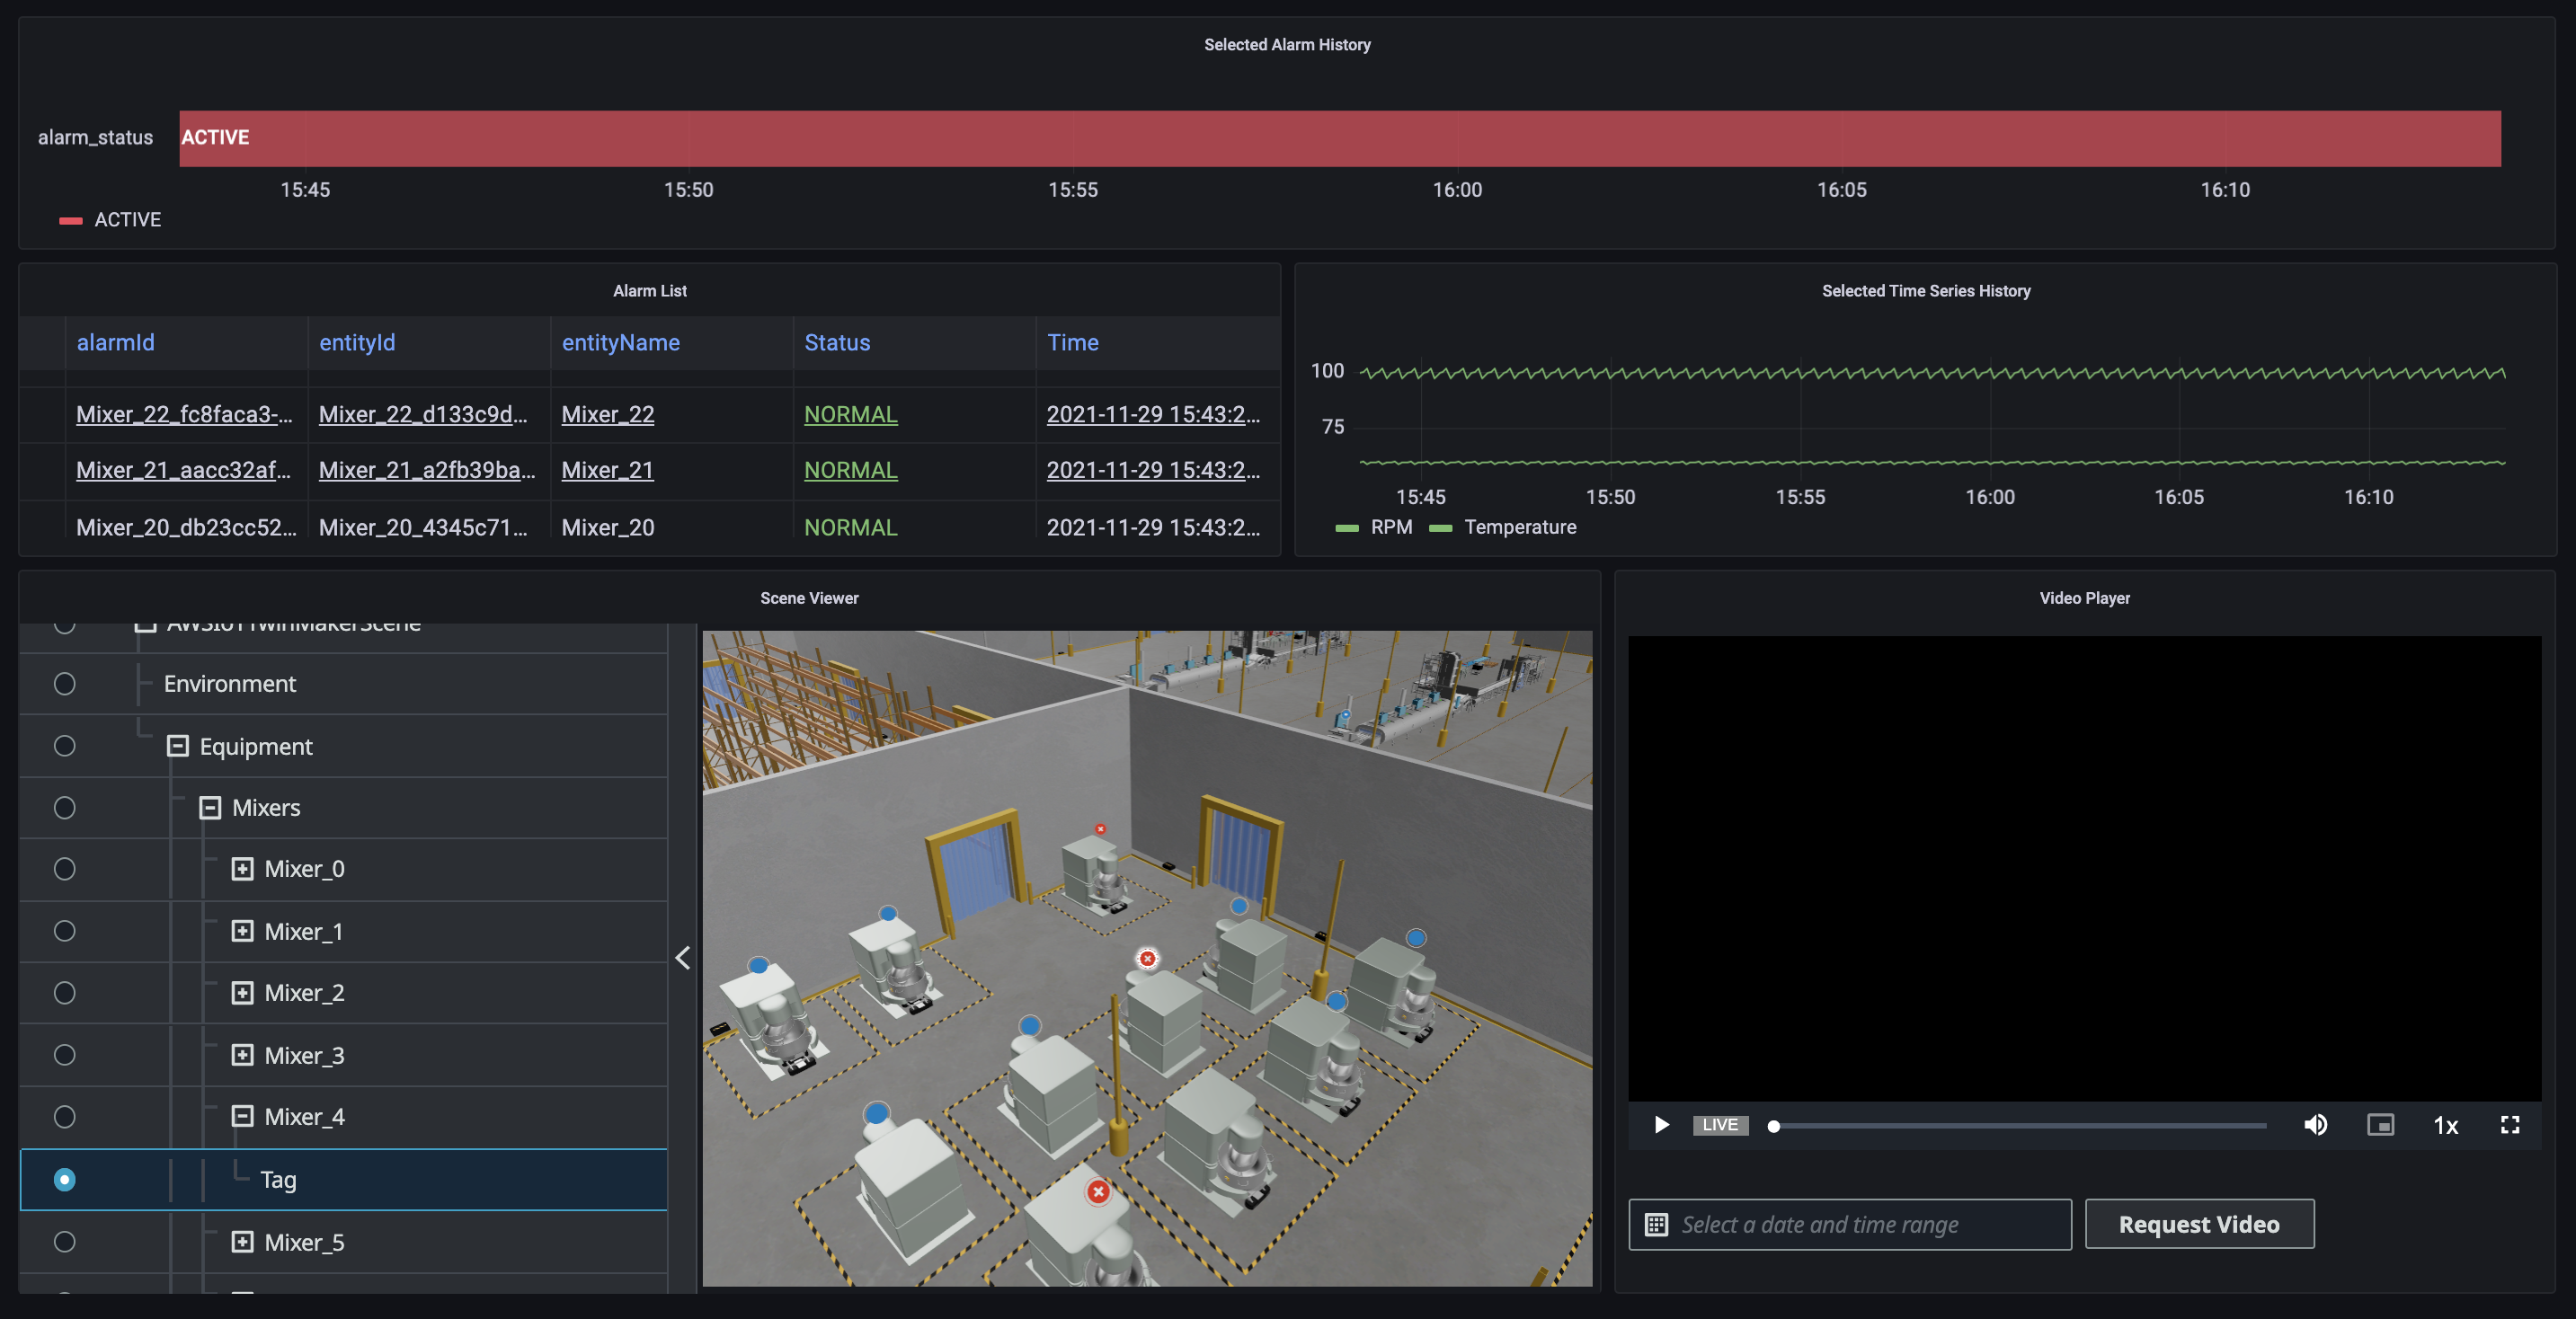 Selected Alarm History
alarm_status
ACTIVE
15:45 15:50 15:55 16:00 16:05 16:10
ACTIVE
Alarm List
alarmId entityId entityName Status Time
Mixer_22_fc8faca3-... Mixer_22_d133c9d... Mixer_22 NORMAL 2021-11-29 15:43:2...
Mixer_21_aacc32af... Mixer_21_a2fb39ba... Mixer_21 NORMAL 2021-11-29 15:43:2...
Mixer_20_db23cc52... Mixer_20_4345c71... Mixer_20 NORMAL 2021-11-29 15:43:2...
Selected Time Series History
100
75
15:45 15:50 15:55 16:00 16:05 16:10
RPM Temperature
Scene Viewer
AWSIoTTwinMakerScene
Environment
Equipment
Mixers
Mixer_0
Mixer_1
Mixer_2
Mixer_3
Mixer_4
Tag
Mixer_5
Video Player
LIVE
1x
Select a date and time range
Request Video